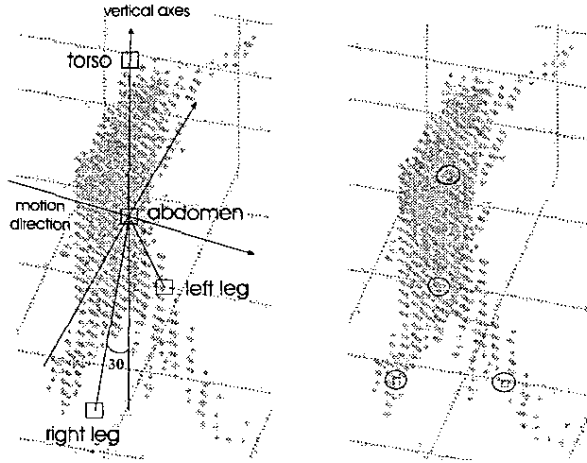 vertical axes
torso
motion
direction
abdomen
left leg
30
right leg